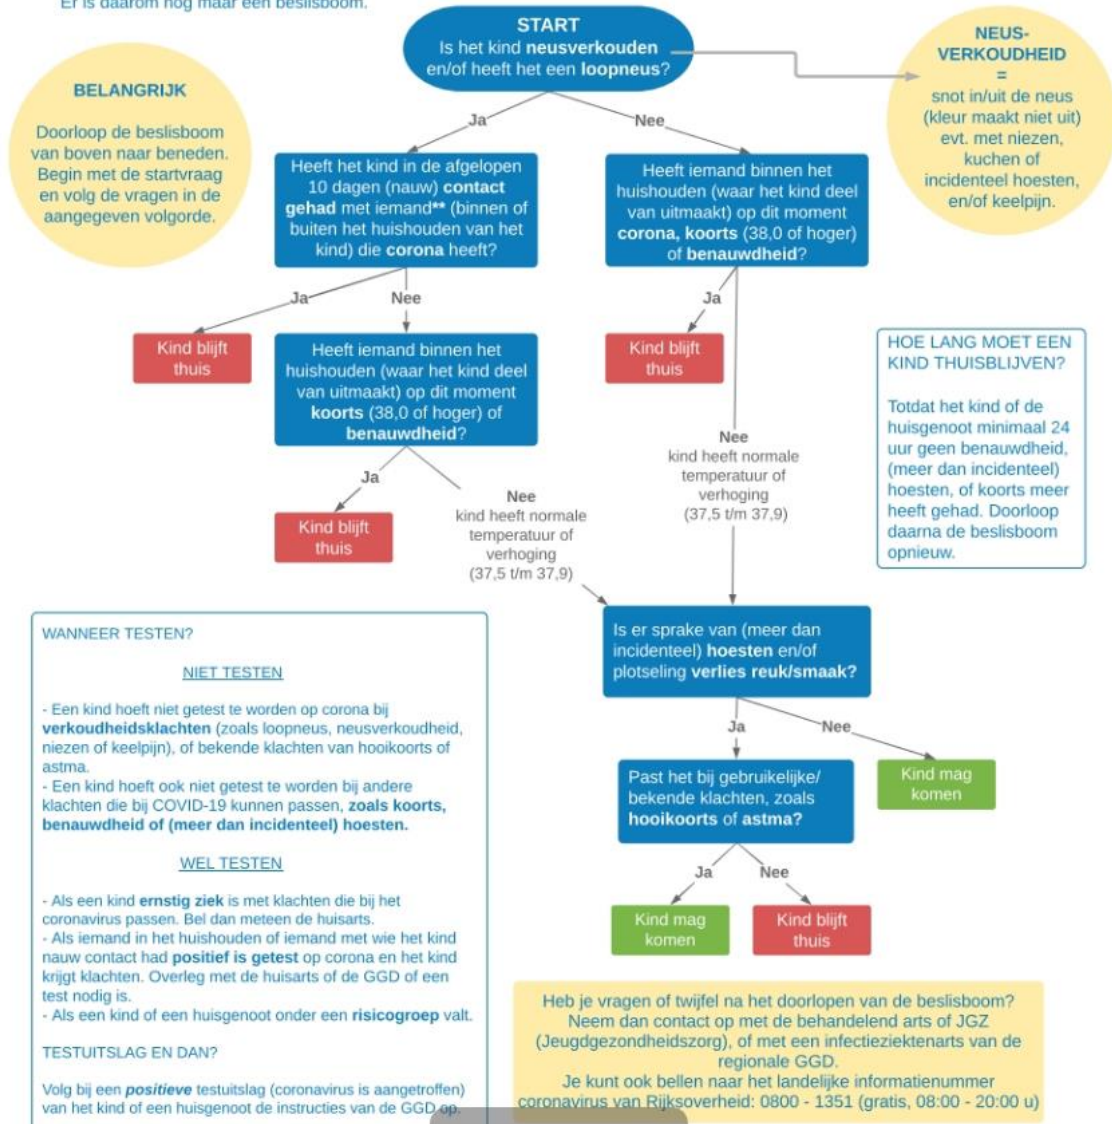 Er is daarom nog maar één beslisboom.
START
Is het kind neusverkouden
en/of heeft het een loopneus?
NEUS-
VERKOUDHEID
=
snot in/uit de neus
(kleur maakt niet uit)
evt. met niezen,
kuchen of
incidenteel hoesten,
en/of keelpijn.
BELANGRIJK
Doorloop de beslisboom
van boven naar beneden.
Begin met de startvraag
en volg de vragen in de
aangegeven volgorde.
Ja
Nee
Heeft het kind in de afgelopen
10 dagen (nauw) contact
gehad met iemand** (binnen of
buiten het huishouden van het
kind) die corona heeft?
Heeft iemand binnen het
huishouden (waar het kind deel
van uitmaakt) op dit moment
corona, koorts (38,0 of hoger)
of benauwdheid?
Ja
Nee
Ja
Kind blijft
thuis
Heeft iemand binnen het
huishouden (waar het kind deel
van uitmaakt) op dit moment
koorts (38,0 of hoger) of
benauwdheid?
Kind blijft
thuis
HOE LANG MOET EEN
KIND THUISBLIJVEN?
Totdat het kind of de
huisgenoot minimaal 24
uur geen benauwdheid,
(meer dan incidenteel)
hoesten, of koorts meer
heeft gehad. Doorloop
daarna de beslisboom
opnieuw.
Nee
kind heeft normale
temperatuur of
verhoging
(37,5 t/m 37,9)
Ja
Kind blijft
thuis
Nee
kind heeft normale
temperatuur of
verhoging
(37,5 t/m 37,9)
Is er sprake van (meer dan
incidenteel) hoesten en/of
plotseling verlies reuk/smaak?
Ja
Nee
Past het bij gebruikelijke/
bekende klachten, zoals
hooikoorts of astma?
Kind mag
komen
Ja
Nee
Kind mag
komen
Kind blijft
thuis
WANNEER TESTEN?
NIET TESTEN
- Een kind hoeft niet getest te worden op corona bij
verkoudheidsklachten (zoals loopneus, neusverkoudheid,
niezen of keelpijn), of bekende klachten van hooikoorts of
astma.
- Een kind hoeft ook niet getest te worden bij andere
klachten die bij COVID-19 kunnen passen, zoals koorts,
benauwdheid of (meer dan incidenteel) hoesten.
WEL TESTEN
- Als een kind ernstig ziek is met klachten die bij het
coronavirus passen. Bel dan meteen de huisarts.
- Als iemand in het huishouden of iemand met wie het kind
nauw contact had positief is getest op corona en het kind
krijgt klachten. Overleg met de huisarts of de GGD of een
test nodig is.
- Als een kind of een huisgenoot onder een risicogroep valt.
TESTUITSLAG EN DAN?
Volg bij een positieve testuitslag (coronavirus is aangetroffen)
van het kind of een huisgenoot de instructies van de GGD op.
Heb je vragen of twijfel na het doorlopen van de beslisboom?
Neem dan contact op met de behandelend arts of JGZ
(Jeugdgezondheidszorg), of met een infectieziektenarts van de
regionale GGD.
Je kunt ook bellen naar het landelijke informatienummer
coronavirus van Rijksoverheid: 0800 - 1351 (gratis, 08:00 - 20:00 u)